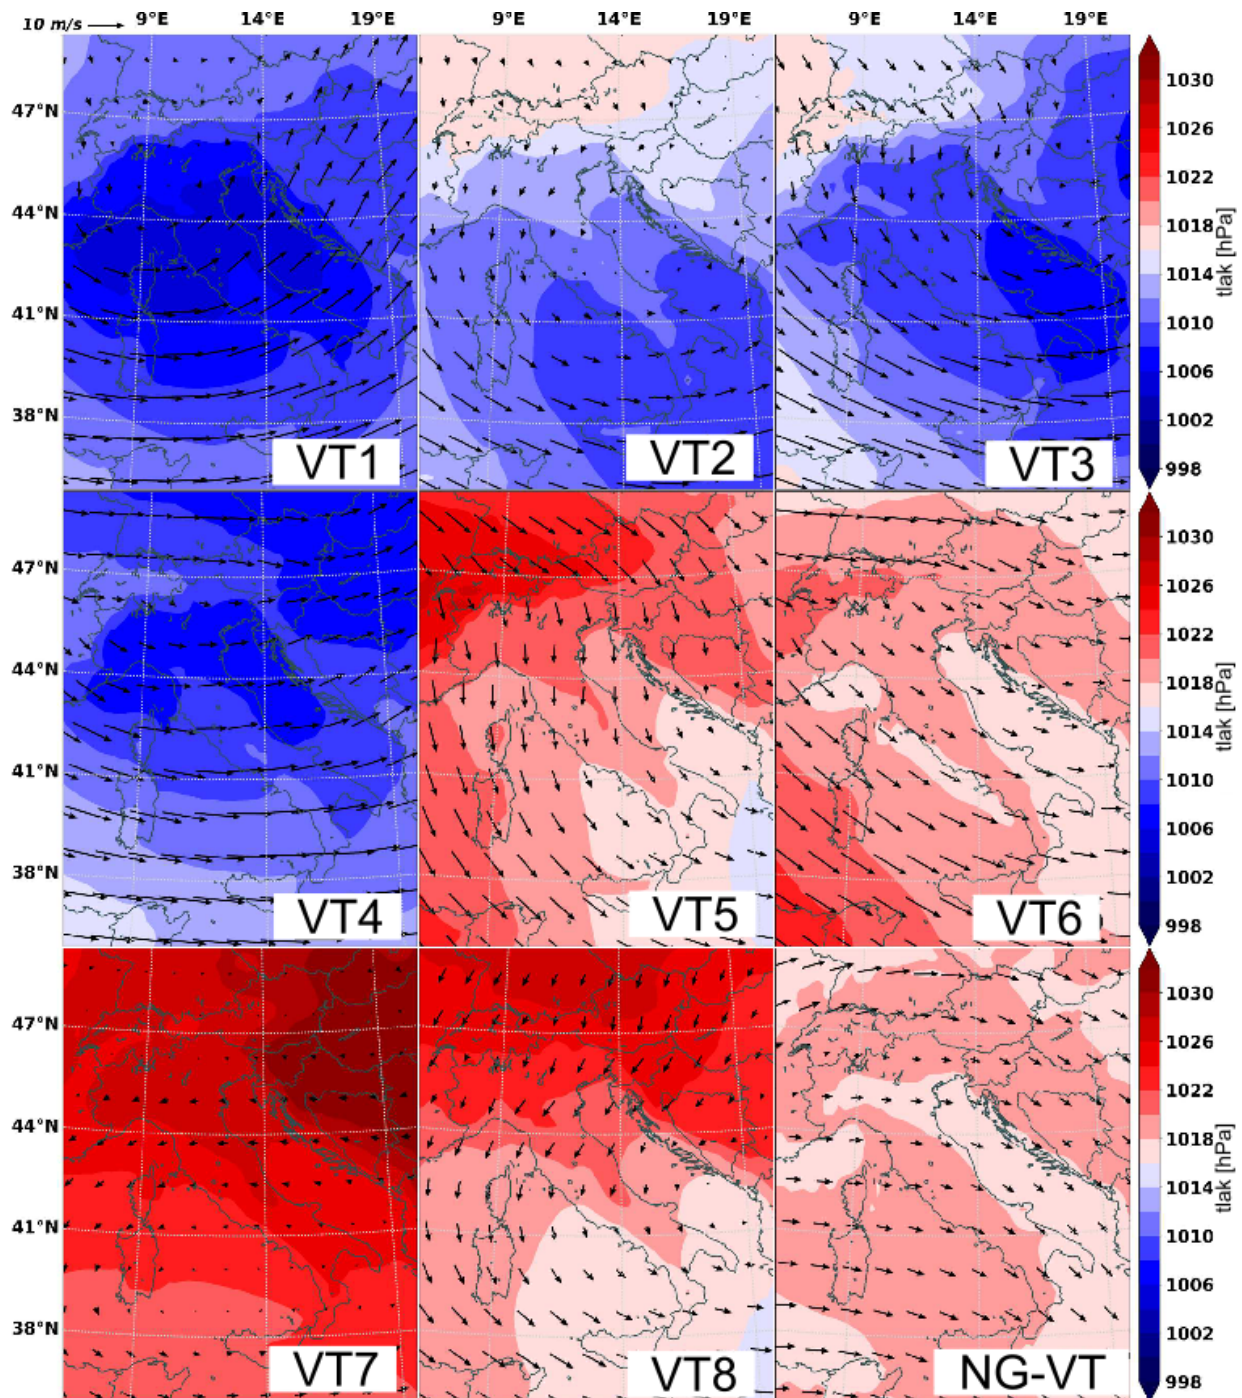 10 m/s
9°E 14°E 19°E 9°E 14°E 19°E 9°E 14°E 19°E
47°N
44°N
41°N
38°N
VT1
VT2
VT3
1030
1026
1022
1018
1014
1010
1006
1002
998
tlak [hPa]
47°N
44°N
41°N
38°N
VT4
VT5
VT6
1030
1026
1022
1018
1014
1010
1006
1002
998
tlak [hPa]
47°N
44°N
41°N
38°N
VT7
VT8
NG-VT
1030
1026
1022
1018
1014
1010
1006
1002
998
tlak [hPa]